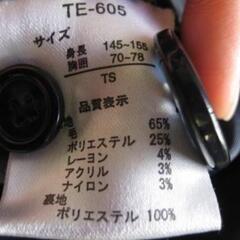 TE-605
サイズ
身長 145-155
胸囲 70-78
TS
品質表示
毛 65%
ポリエステル 25%
レーヨン 4%
アクリル 3%
ナイロン 3%
裏地
ポリエステル 100%